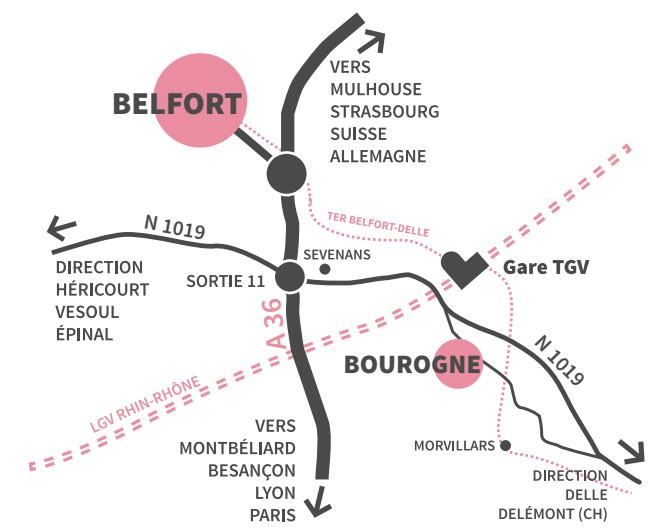 VERS
MULHOUSE
STRASBOURG
SUISSE
ALLEMAGNE
BELFORT
TER BELFORT-DELLE
N 1019
SEVENANS
Gare TGV
DIRECTION
HÉRICOURT
VESOUL
ÉPINAL
SORTIE 11
A 36
BOUROGNE
N 1019
LGV RHIN-RHÔNE
VERS
MONTBÉLIARD
BESANÇON
LYON
PARIS
MORVILLARS
DIRECTION
DELLE
DELÉMONT (CH)